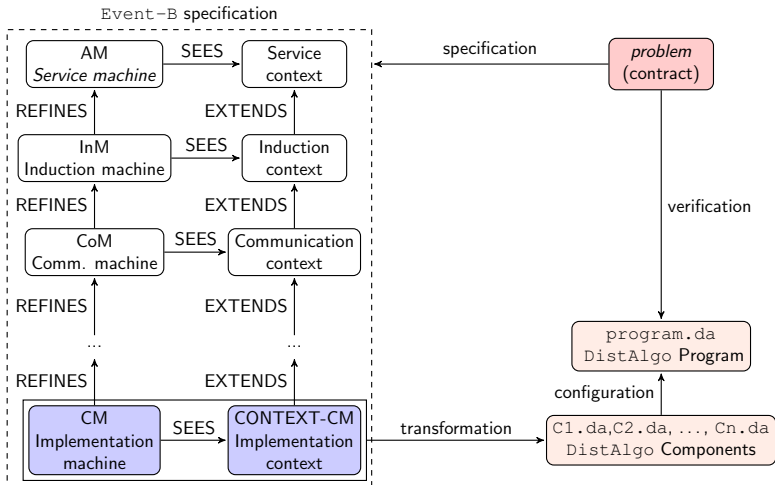 Event-B specification
AM
Service machine
SEES
Service
context
specification
problem
(contract)
REFINES
EXTENDS
InM
Induction machine
SEES
Induction
context
REFINES
EXTENDS
verification
CoM
Comm. machine
SEES
Communication
context
REFINES
EXTENDS
...
...
program.da
DistAlgo Program
REFINES
EXTENDS
configuration
CM
Implementation
machine
SEES
CONTEXT-CM
Implementation
context
transformation
C1.da,C2.da, ..., Cn.da
DistAlgo Components